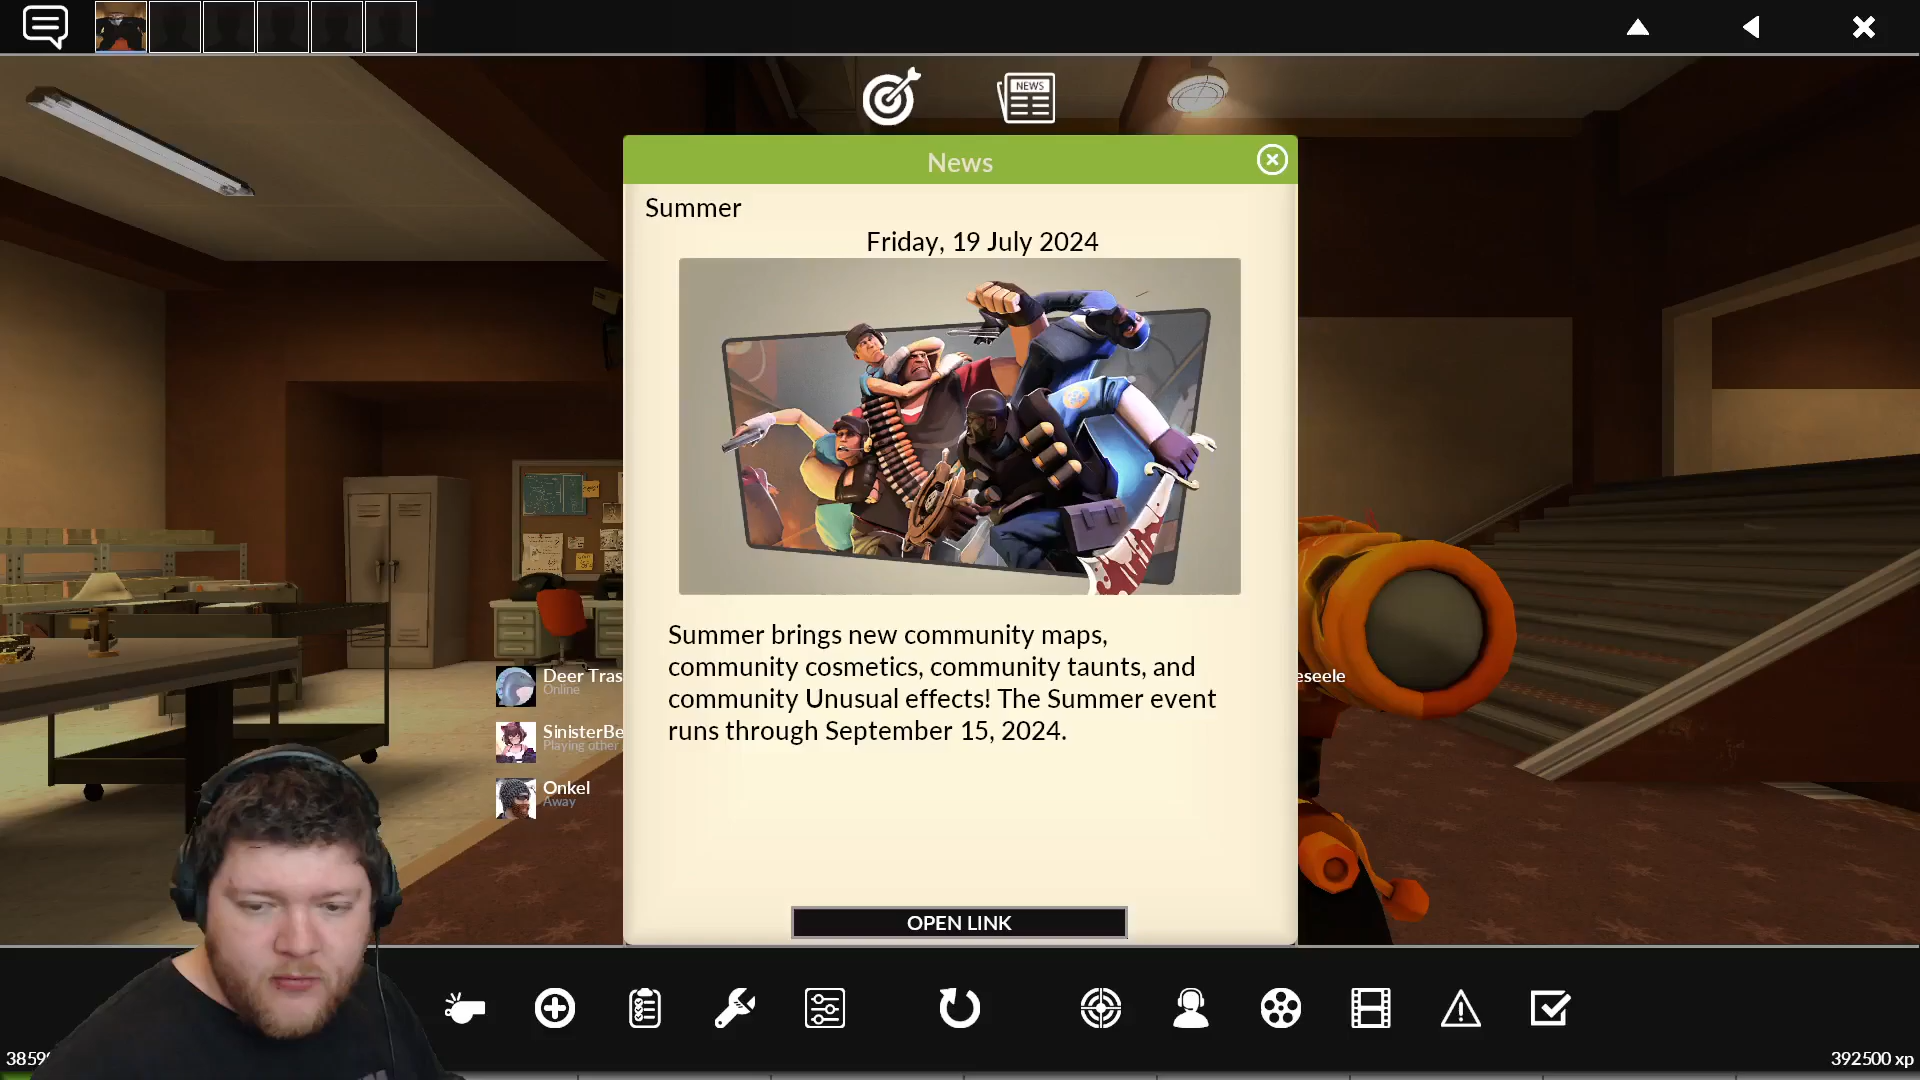 NEWS
News
Summer
Friday, 19 July 2024
Summer brings new community maps,
community cosmetics, community taunts, and
community Unusual effects! The Summer event
runs through September 15, 2024.
Deer Tras
Online
eseele
SinisterBe
Playing other
Onkel
Away
OPEN LINK
392500 xp